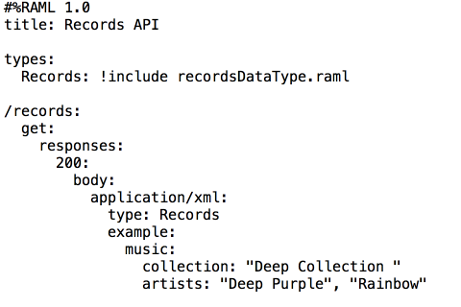 #%RAML 1.0
title: Records API
types:
Records: !include recordsDataType.raml
/records:
get:
responses:
200:
body:
application/xml:
type: Records
example:
music:
collection: "Deep Collection "
artists: "Deep Purple", "Rainbow"